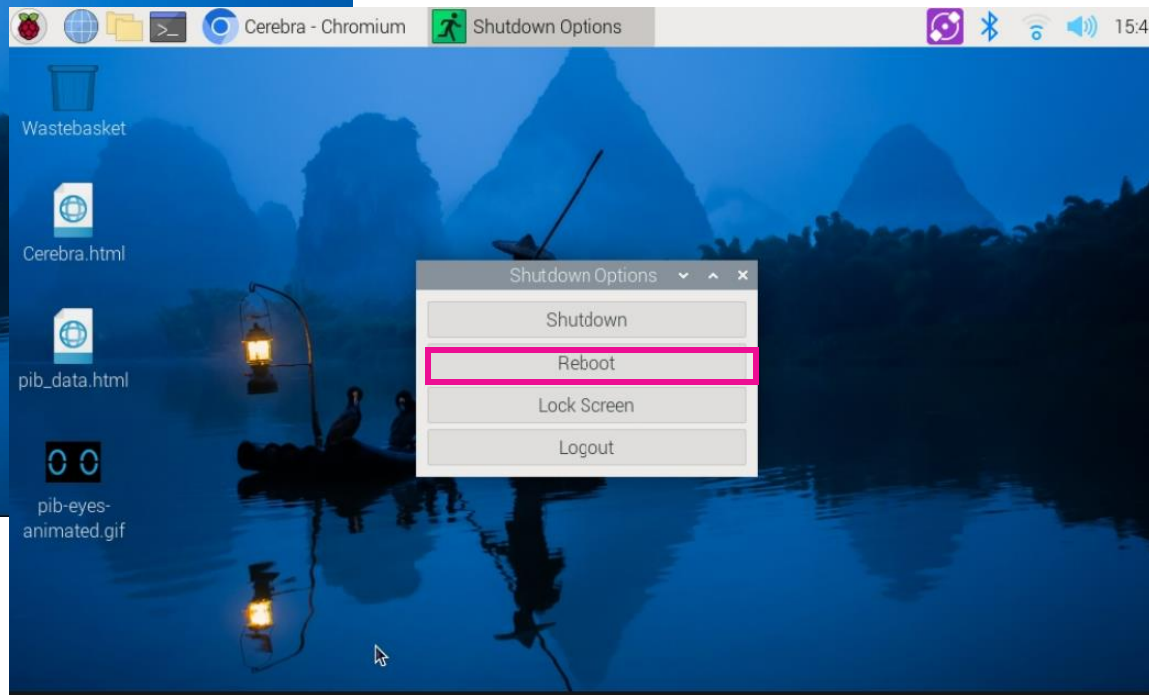 Cerebra - Chromium
Shutdown Options
15:4
Wastebasket
Cerebra.html
pib_data.html
pib-eyes-
animated.gif
Shutdown Options
Shutdown
Reboot
Lock Screen
Logout